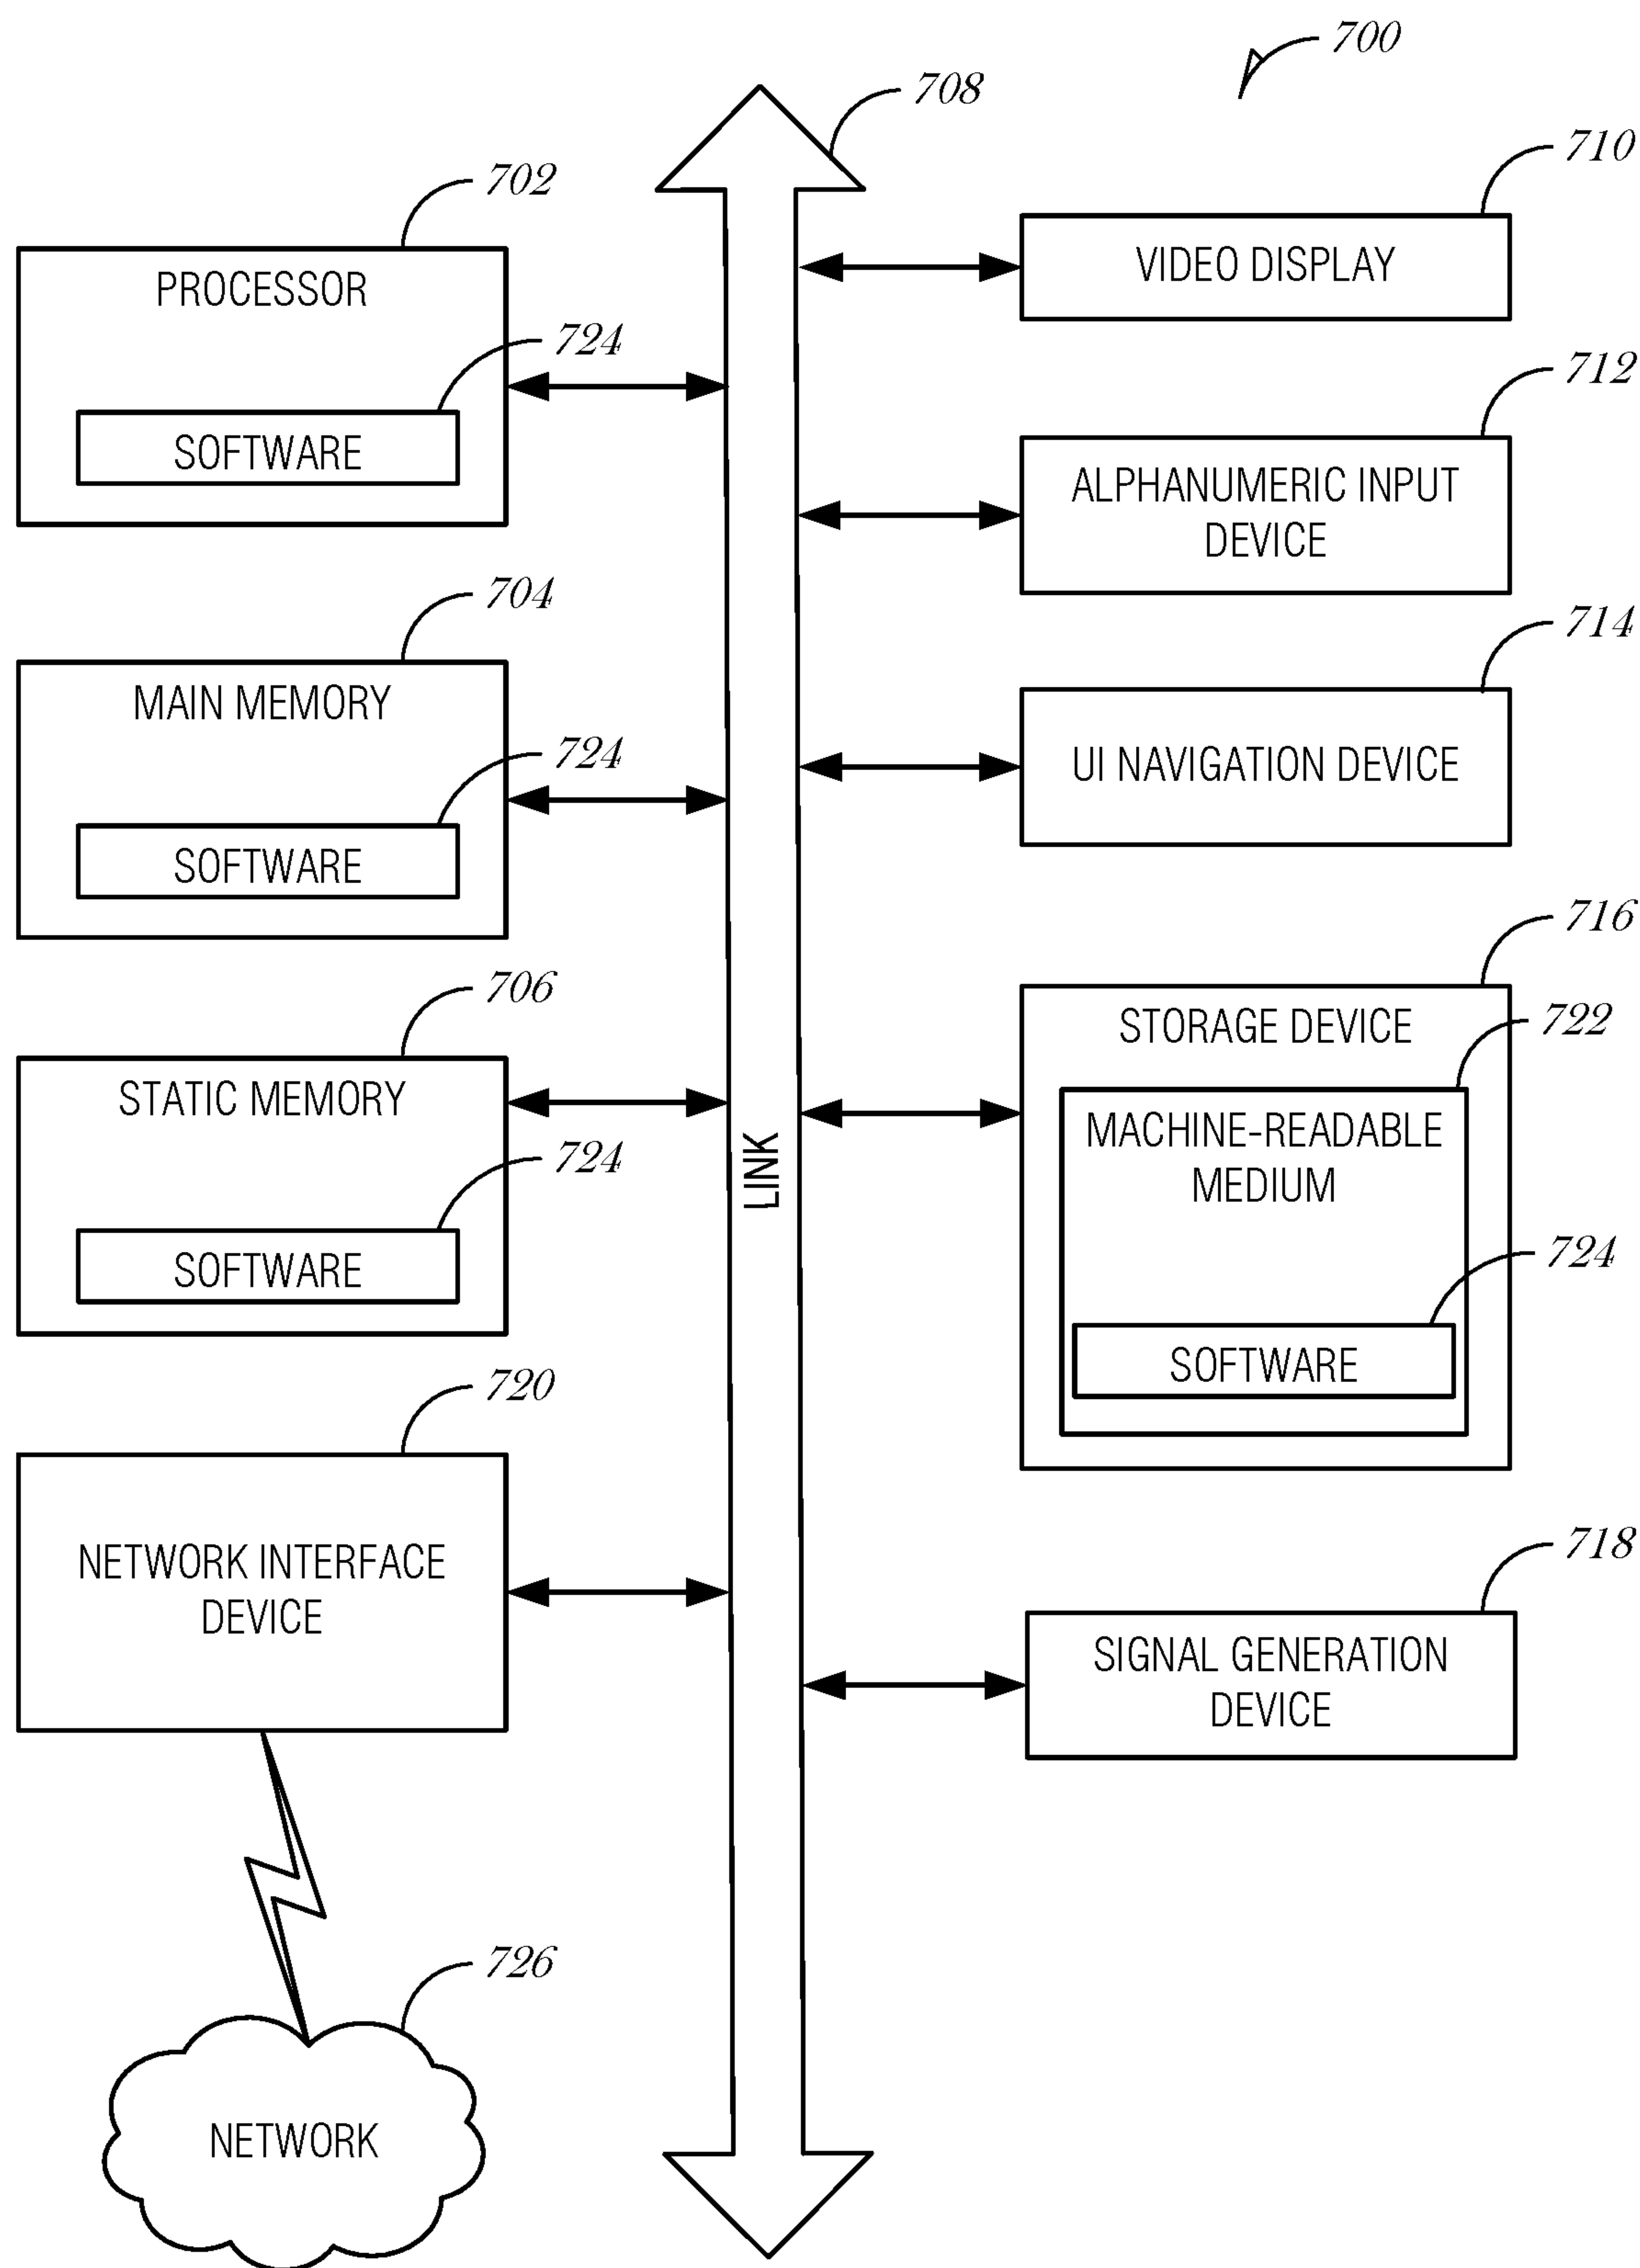 700
708
702
PROCESSOR
724
SOFTWARE
704
MAIN MEMORY
724
SOFTWARE
706
STATIC MEMORY
724
SOFTWARE
720
NETWORK INTERFACE
DEVICE
726
NETWORK
LINK
710
VIDEO DISPLAY
712
ALPHANUMERIC INPUT
DEVICE
714
UI NAVIGATION DEVICE
716
STORAGE DEVICE
722
MACHINE-READABLE
MEDIUM
724
SOFTWARE
718
SIGNAL GENERATION
DEVICE